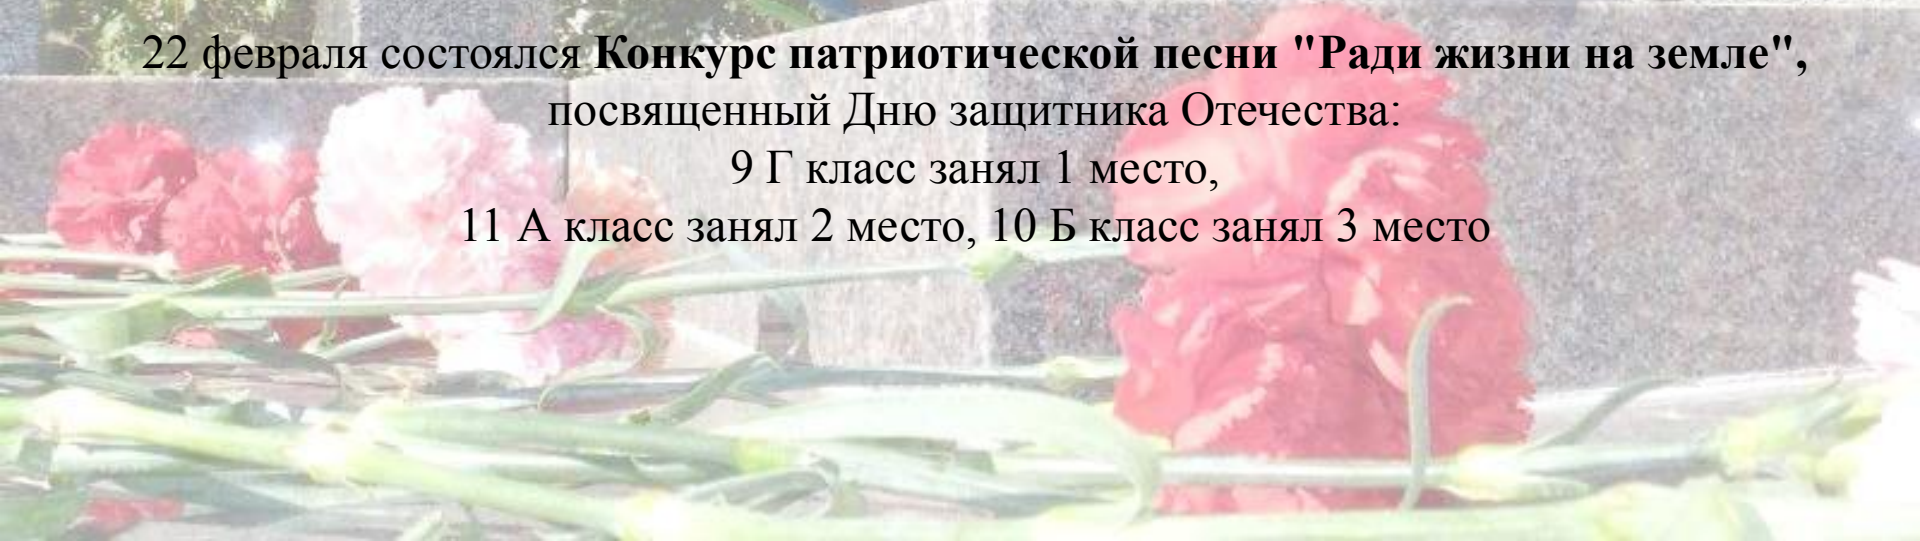 22 февраля состоялся Конкурс патриотической песни "Ради жизни на земле",
посвященный Дню защитника Отечества:
9 Г класс занял 1 место,
11 А класс занял 2 место, 10 Б класс занял 3 место